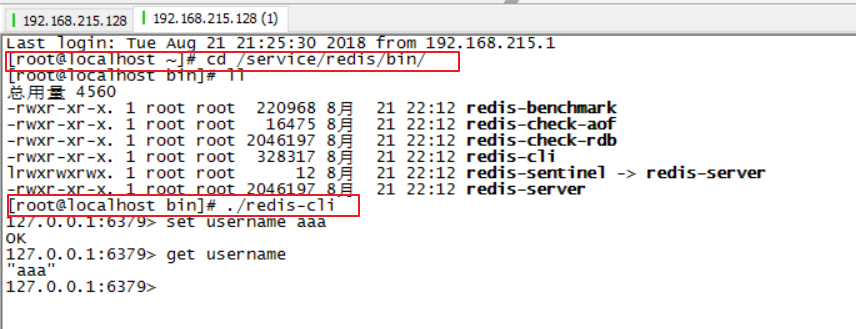 192.168.215.128
192.168.215.128 (1)
Last login: Tue Aug 21 21:25:30 2018 from 192.168.215.1
[root@localhost ~]# cd /service/redis/bin/
[root@localhost bin]# ll
总用量 4560
-rwxr-xr-x. 1 root root  220968 8月  21 22:12 redis-benchmark
-rwxr-xr-x. 1 root root   16475 8月  21 22:12 redis-check-aof
-rwxr-xr-x. 1 root root 2046197 8月  21 22:12 redis-check-rdb
-rwxr-xr-x. 1 root root  328317 8月  21 22:12 redis-cli
lrwxrwxrwx. 1 root root      12 8月  21 22:12 redis-sentinel -> redis-server
-rwxr-xr-x. 1 root root 2046197 8月  21 22:12 redis-server
[root@localhost bin]# ./redis-cli
127.0.0.1:6379> set username aaa
OK
127.0.0.1:6379> get username
"aaa"
127.0.0.1:6379>